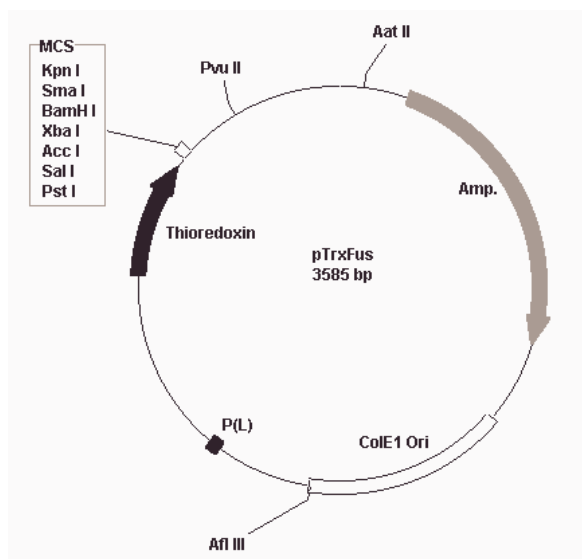 MCS
Kpn I
Sma I
BamH I
Xba I
Acc I
Sal I
Pst I
Pvu II
Aat II
Amp.
Thioredoxin
pTrxFus
3585 bp
P(L)
ColE1 Ori
Afl III